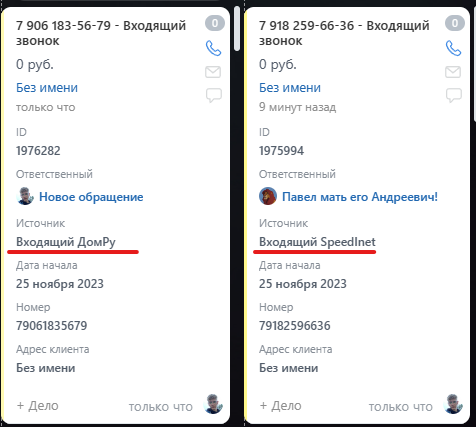 7 906 183-56-79 - Входящий
звонок
0
0 руб.
Без имени
только что
ID
1976282
Ответственный
Новое обращение
Источник
Входящий ДомРу
Дата начала
25 ноября 2023
Номер
79061835679
Адрес клиента
Без имени
+ Дело
только что
7 918 259-66-36 - Входящий
звонок
0
0 руб.
Без имени
9 минут назад
ID
1975994
Ответственный
Павел мать его Андреевич!
Источник
Входящий SpeedInet
Дата начала
25 ноября 2023
Номер
79182596636
Адрес клиента
Без имени
+ Дело
только что